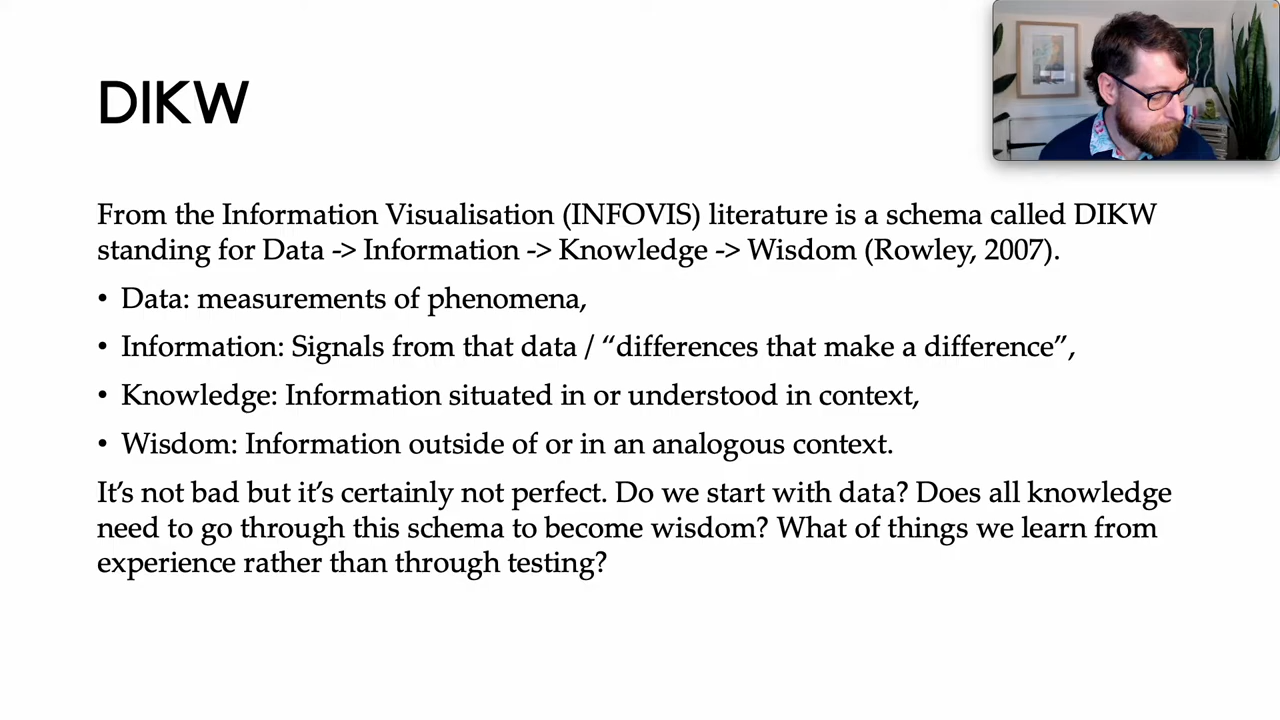 DIKW
From the Information Visualisation (INFOVIS) literature is a schema called DIKW
standing for Data -> Information -> Knowledge -> Wisdom (Rowley, 2007).
• Data: measurements of phenomena,
• Information: Signals from that data / “differences that make a difference”,
• Knowledge: Information situated in or understood in context,
• Wisdom: Information outside of or in an analogous context.
It’s not bad but it’s certainly not perfect. Do we start with data? Does all knowledge
need to go through this schema to become wisdom? What of things we learn from
experience rather than through testing?